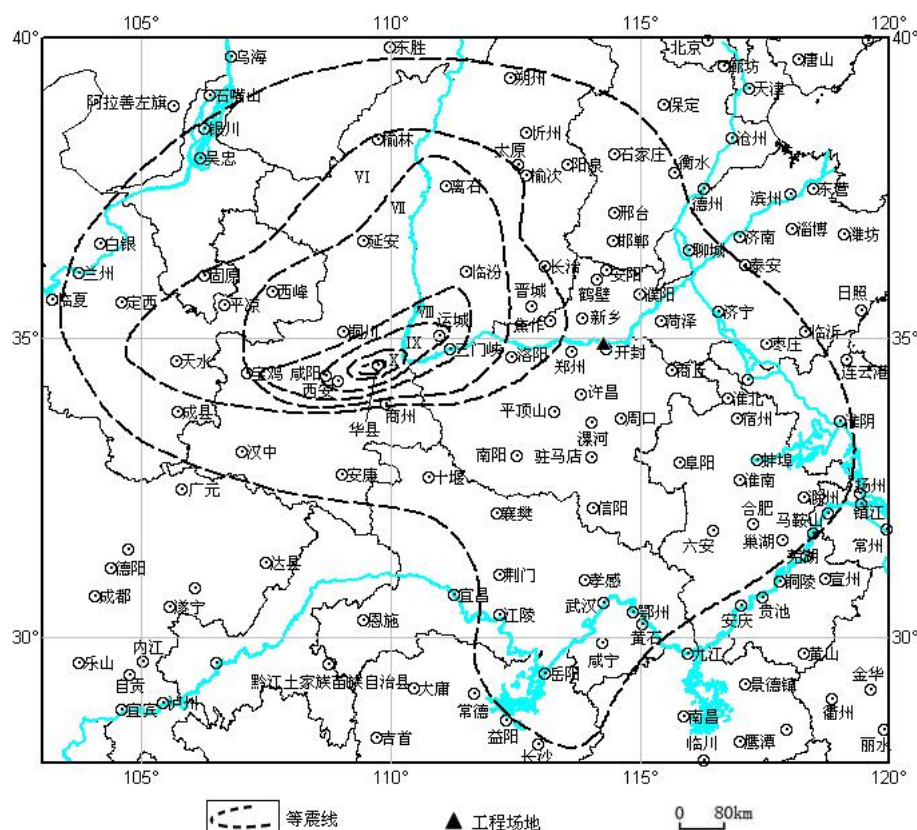 105° 110° 115° 120°
40° 40°
东胜 北京
乌海 唐山
朔州 廊坊
石嘴山 天津
阿拉善左旗 保定
银川 忻州 沧州
榆林
吴忠 太原 阳泉 石家庄 衡水
榆次
Ⅵ 离石 德州 滨州 东营
Ⅶ 邢台
白银 延安 邯郸 济南 淄博 潍坊
聊城
兰州 固原 临汾 长治 安阳 泰安
临夏 定西 平凉 西峰 晋城 鹤壁 濮阳 日照
Ⅷ 运城 焦作 新乡 菏泽 济宁 临沂
35° 铜川 Ⅸ 35°
天水 宝鸡 咸阳 Ⅹ 三门峡 洛阳 郑州 开封 枣庄
西安 商丘 连云港
成县 华县 商州 平顶山 许昌 周口 淮北 宿州 淮阴
漯河
汉中 南阳 驻马店 阜阳 蚌埠
安康 十堰 淮南
广元 扬州
襄樊 信阳 合肥 滁州 镇江
马鞍山
六安 巢湖 常州
达县 芜湖
德阳 荆门 孝感 铜陵 宣州
成都 宜昌 武汉 贵池
遂宁 恩施 江陵 鄂州 安庆
30° 黄石 30°
乐山 内江 咸宁 九江 黄山
自贡 黔江土家族苗族自治县 大庸 岳阳 景德镇 金华
宜宾 泸州 常德 衢州
益阳 南昌
吉首 长沙 临川 鹰潭 丽水
105° 110° 115° 120°
等震线 工程场地 0 80km